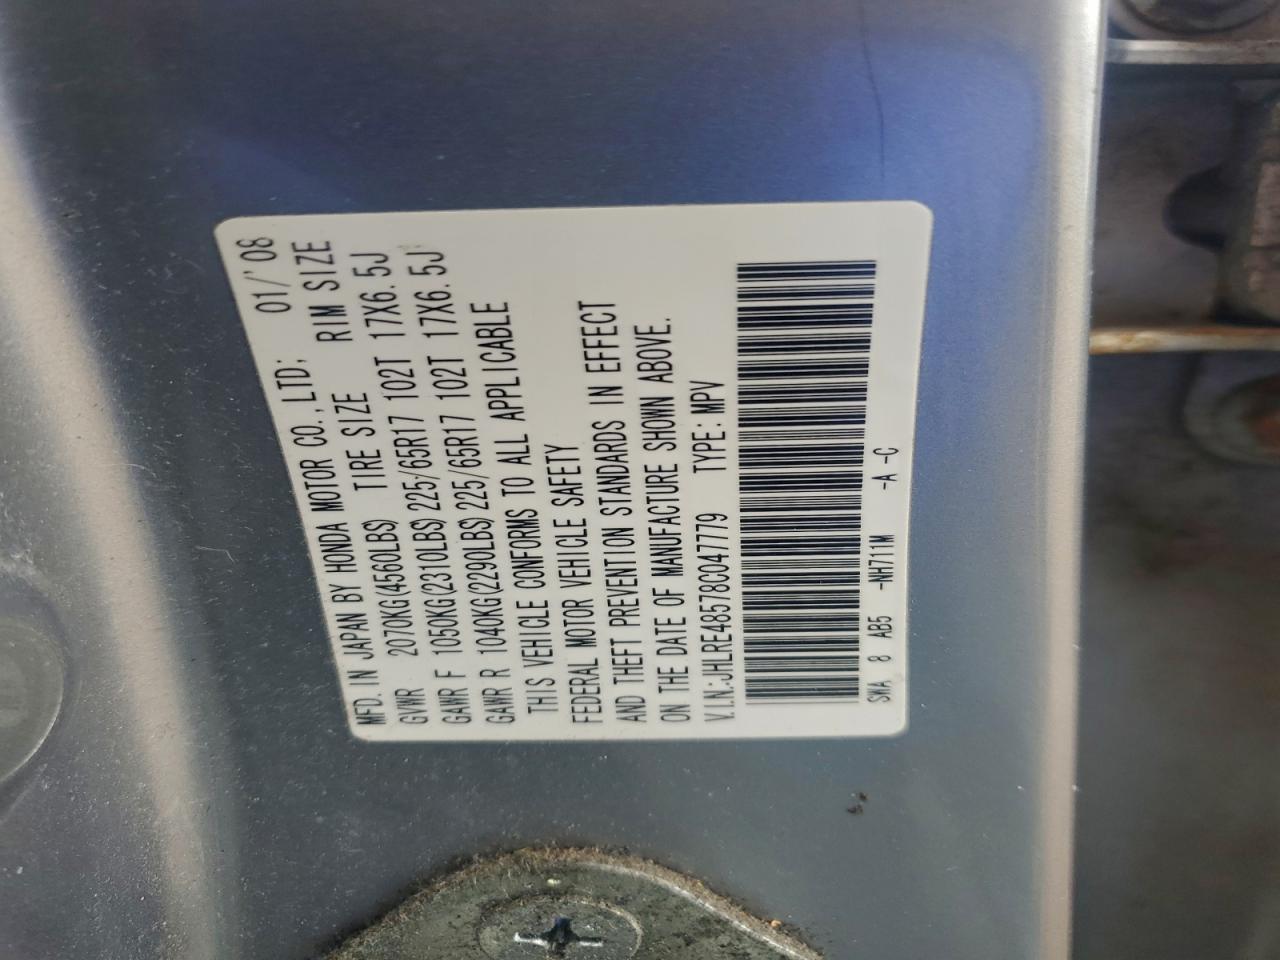 MFD. IN JAPAN BY HONDA MOTOR CO., LTD; 01/'08
GVWR 2070KG(4560LBS) TIRE SIZE RIM SIZE
GAWR F 1050KG(2310LBS) 225/65R17 102T 17X6.5J
GAWR R 1040KG(2290LBS) 225/65R17 102T 17X6.5J
THIS VEHICLE CONFORMS TO ALL APPLICABLE
FEDERAL MOTOR VEHICLE SAFETY
AND THEFT PREVENTION STANDARDS IN EFFECT
ON THE DATE OF MANUFACTURE SHOWN ABOVE.
V.I.N.:JHLRE48578C047779 TYPE:MPV
SWA 8 AB5 -NH711M -A -C